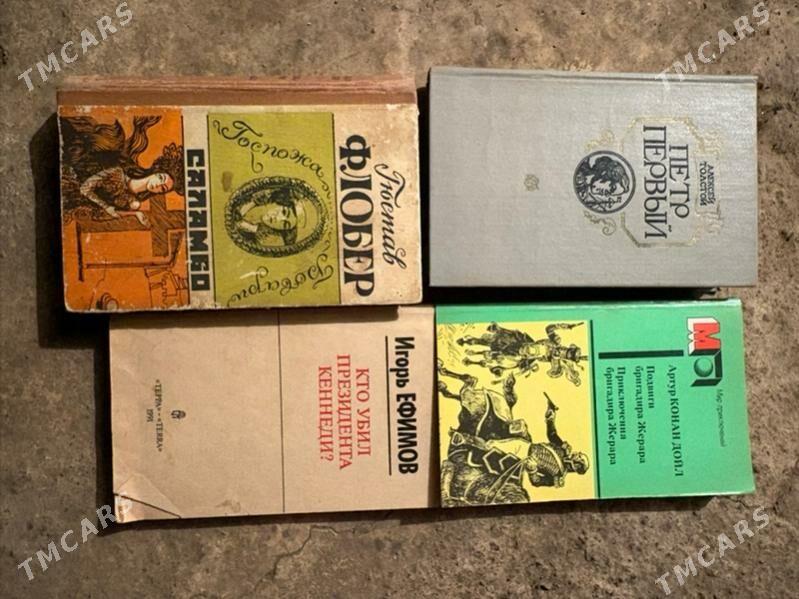 TMCARS
TMCARS
Гюстав
ФЛОБЕР
Госпожа
Бовари
САЛАМБО
АЛЕКСЕЙ
ТОЛСТОЙ
ПЕТР
ПЕРВЫЙ
Игорь ЕФИМОВ
КТО УБИЛ
ПРЕЗИДЕНТА
КЕННЕДИ?
«ТЕРРА»-«TERRA»
1991
М
Мир приключений
Артур КОНАН ДОЙЛ
Подвиги
бригадира Жерара
Приключения
бригадира Жерара
TMCARS
TMCARS